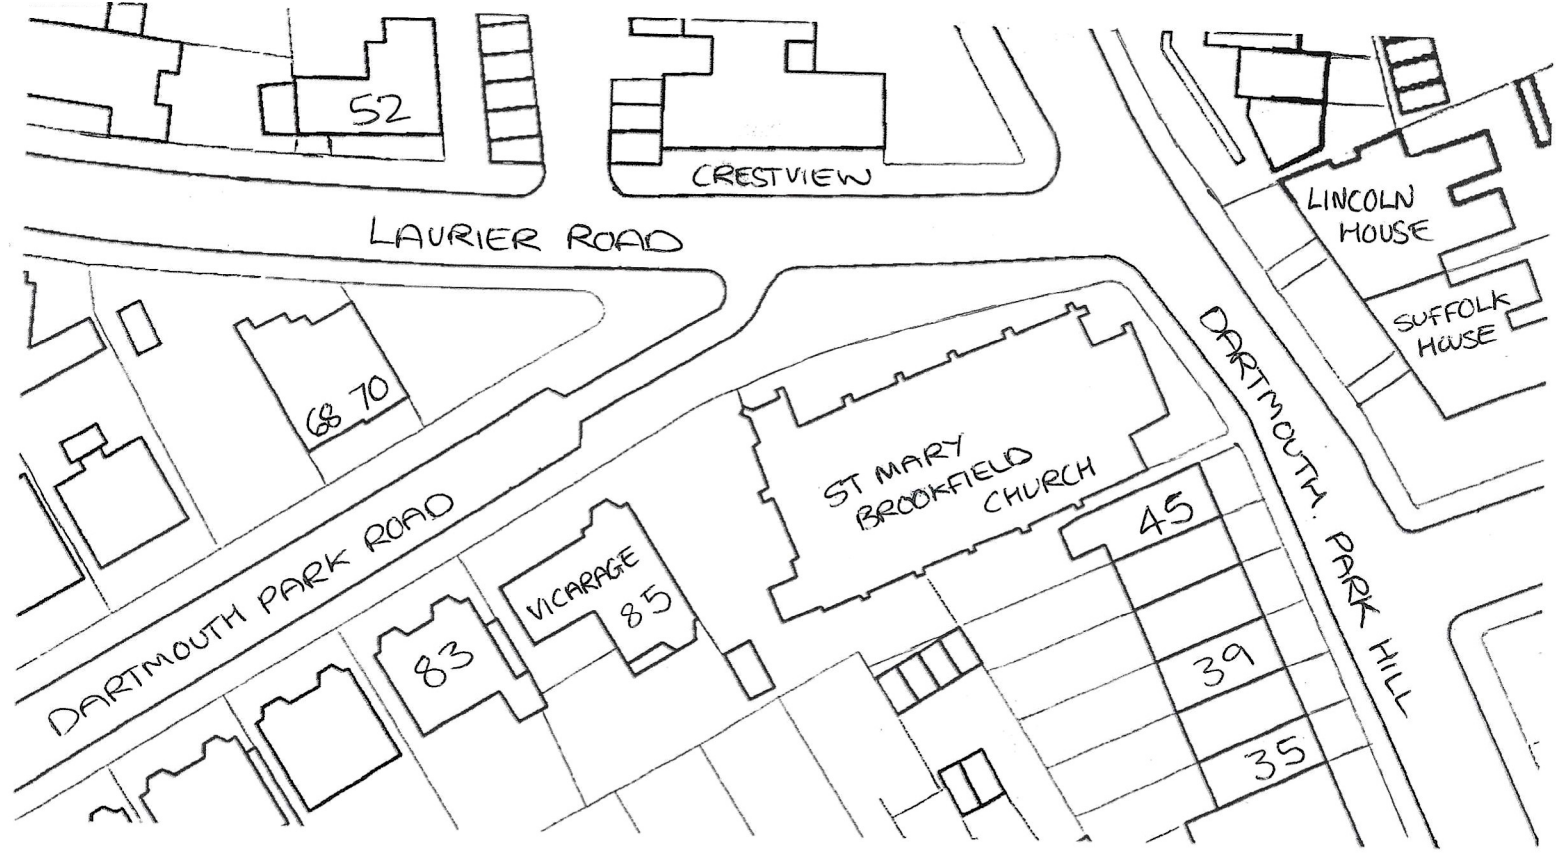 52
CRESTVIEW
LAURIER ROAD
LINCOLN
HOUSE
SUFFOLK
HOUSE
68 70
DARTMOUTH PARK ROAD
ST MARY
BROOKFIELD
CHURCH
DARTMOUTH. PARK HILL
VICARAGE
85
83
45
39
35